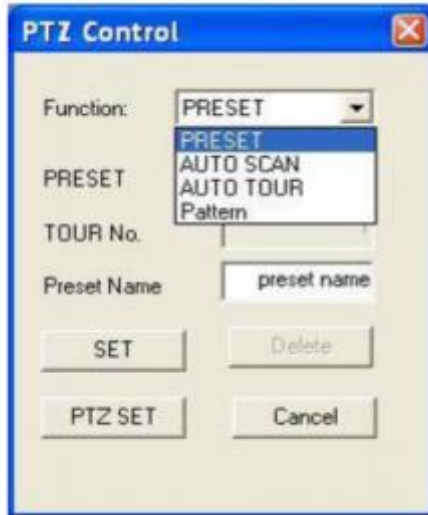 PTZ Control
Function: PRESET
PRESET
AUTO SCAN
PRESET AUTO TOUR
Pattern
TOUR No.
Preset Name preset name
SET Delete
PTZ SET Cancel